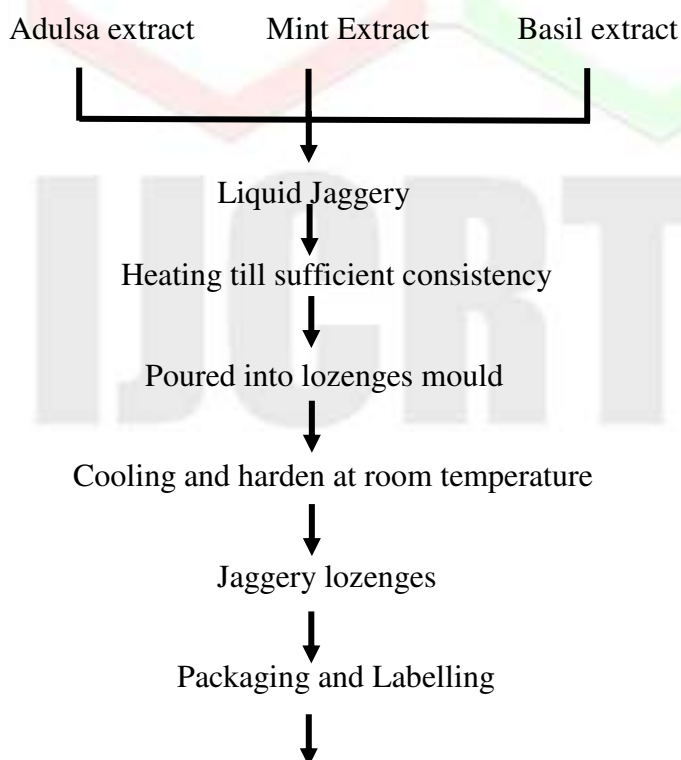 Adulsa extract Mint Extract Basil extract
Liquid Jaggery
Heating till sufficient consistency
Poured into lozenges mould
Cooling and harden at room temperature
Jaggery lozenges
Packaging and Labelling
IJCRT